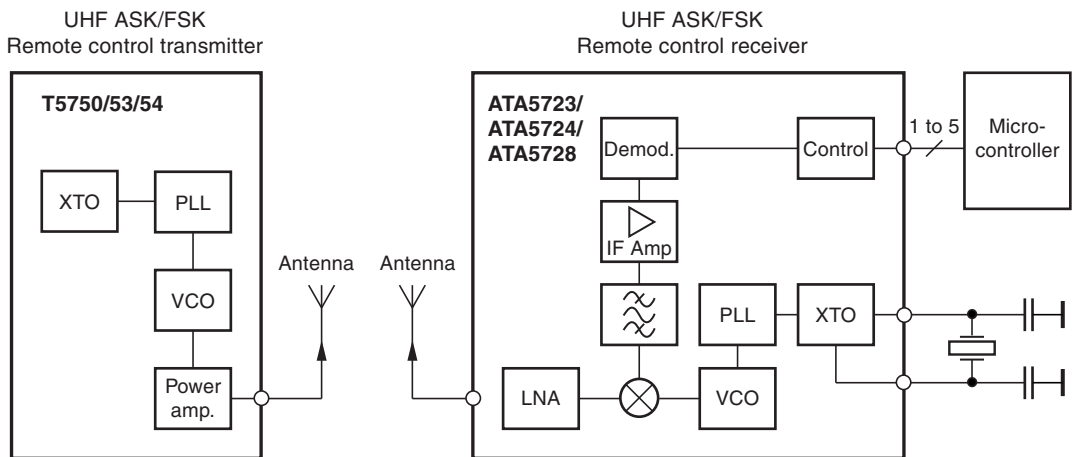 UHF ASK/FSK
Remote control transmitter
T5750/53/54
XTO
PLL
VCO
Power
amp.
Antenna
Antenna
UHF ASK/FSK
Remote control receiver
ATA5723/
ATA5724/
ATA5728
Demod.
Control
1 to 5
Micro-
controller
IF Amp
PLL
XTO
LNA
VCO